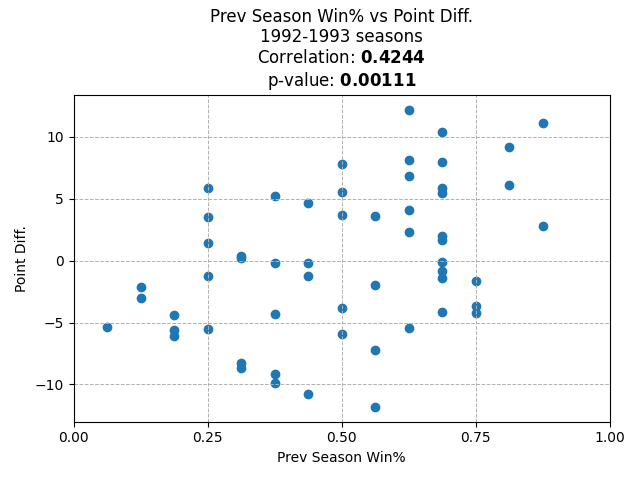 Prev Season Win% vs Point Diff.
1992-1993 seasons
Correlation: 0.4244
p-value: 0.00111
10
5
0
−5
−10
Point Diff.
0.00 0.25 0.50 0.75 1.00
Prev Season Win%